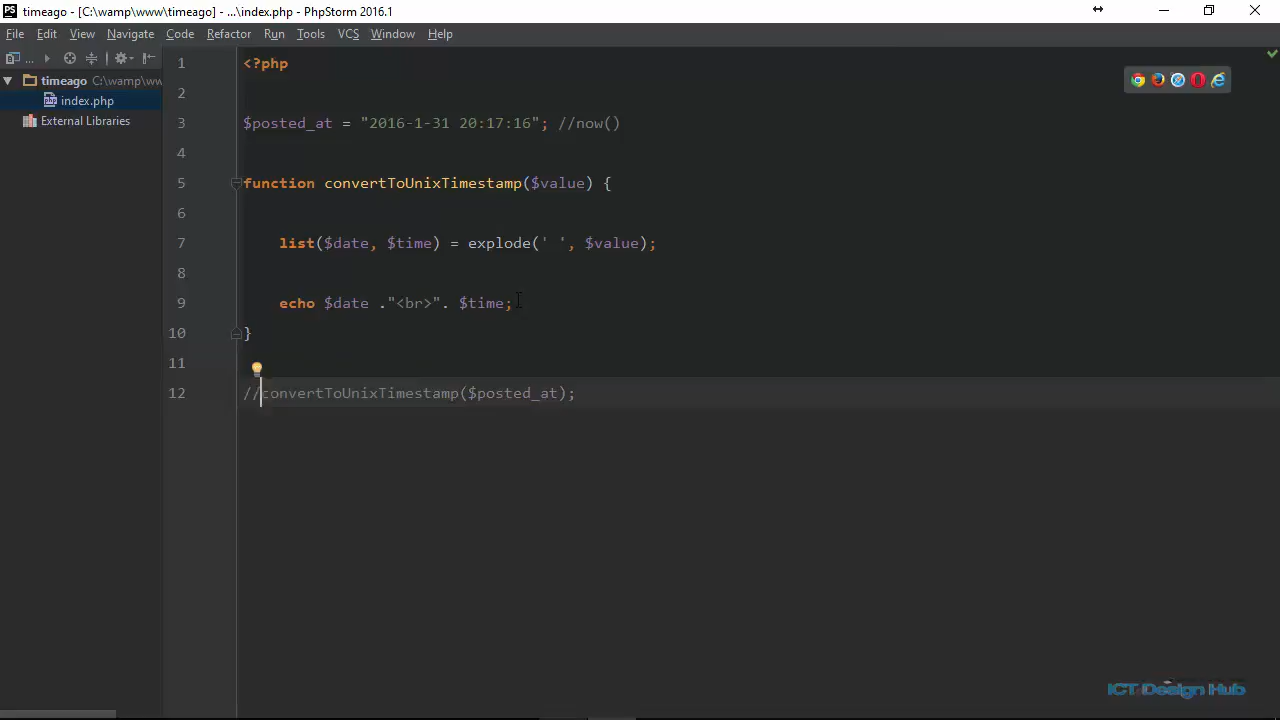 timeago - [C:\wamp\www\timeago] - ...\index.php - PhpStorm 2016.1
File Edit View Navigate Code Refactor Run Tools VCS Window Help
...
timeago C:\wamp\ww
index.php
External Libraries
1 <?php
2
3 $posted_at = "2016-1-31 20:17:16"; //now()
4
5 function convertToUnixTimestamp($value) {
6
7 list($date, $time) = explode(' ', $value);
8
9 echo $date ."<br>". $time;
10 }
11
12 //convertToUnixTimestamp($posted_at);
ICT Design Hub